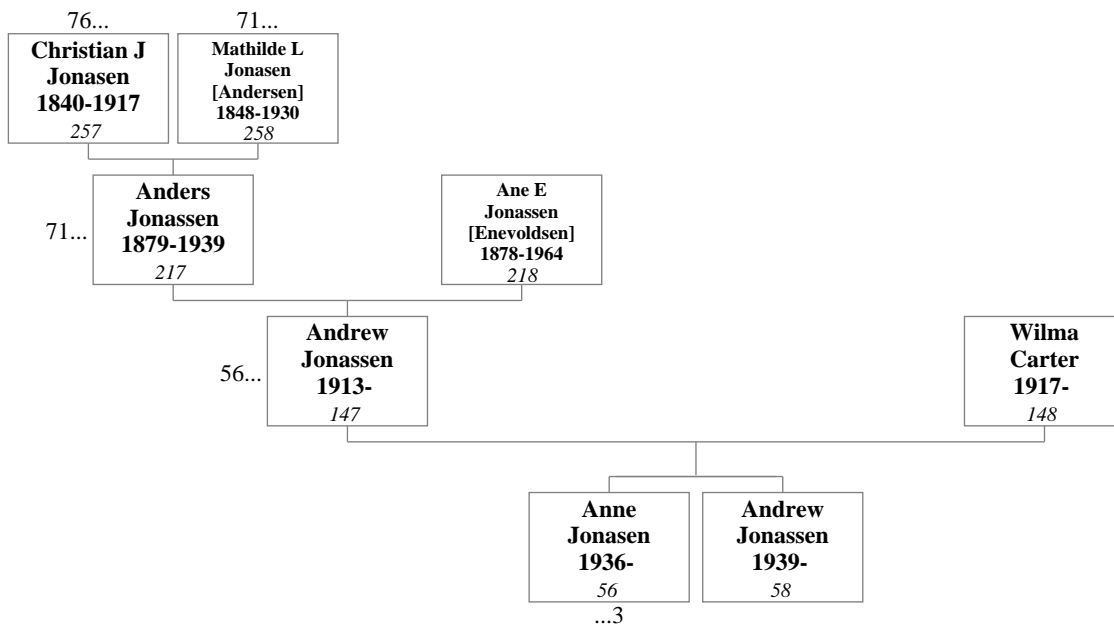 76...
71...
Christian J
Jonasen
1840-1917
257
Mathilde L
Jonasen
[Andersen]
1848-1930
258
71...
Anders
Jonassen
1879-1939
217
Ane E
Jonassen
[Enevoldsen]
1878-1964
218
56...
Andrew
Jonassen
1913-
147
Wilma
Carter
1917-
148
Anne
Jonasen
1936-
56
...3
Andrew
Jonassen
1939-
58